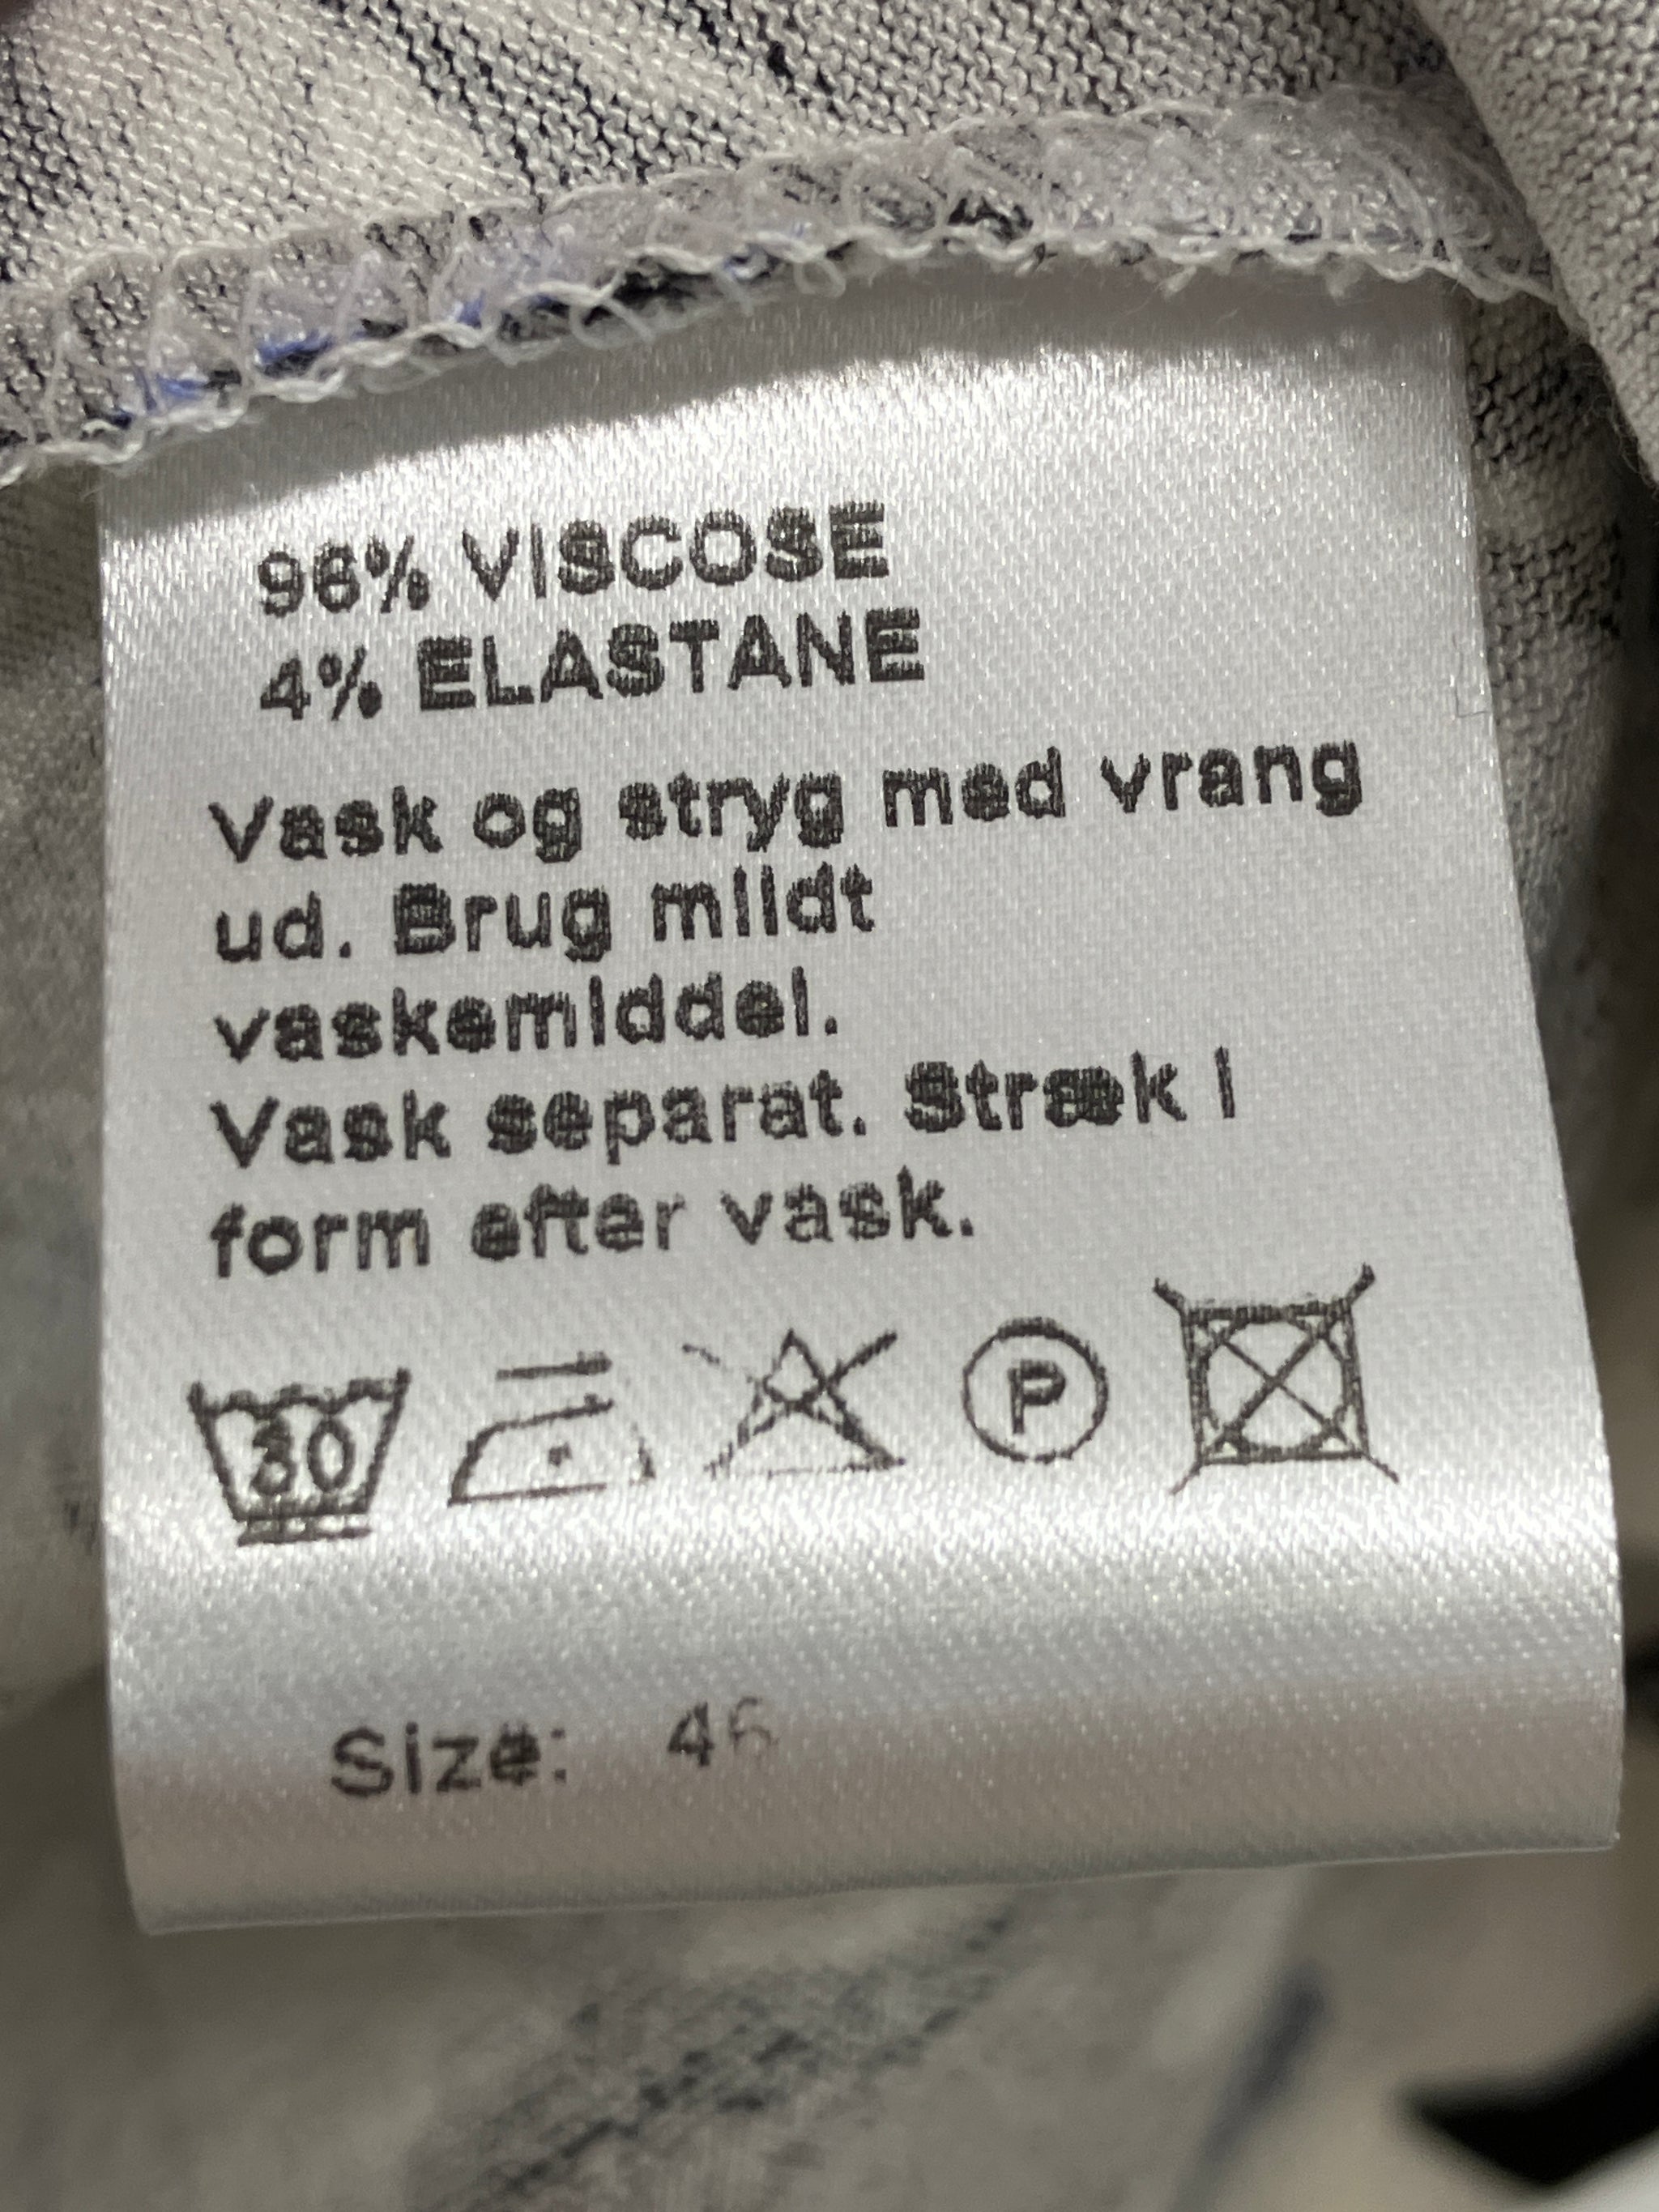 96% VISCOSE
4% ELASTANE
Vask og stryg med vrang
ud. Brug mildt
vaskemiddel.
Vask separat. Stræk i
form efter vask.
30 P
Size: 46